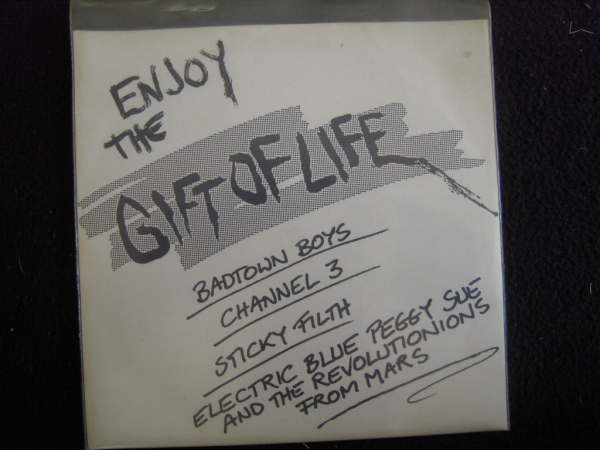 ENJOY
THE
GIFT OF LIFE
BADTOWN BOYS
CHANNEL 3
STICKY FILTH
ELECTRIC BLUE PEGGY SUE
AND THE REVOLUTIONIONS
FROM MARS